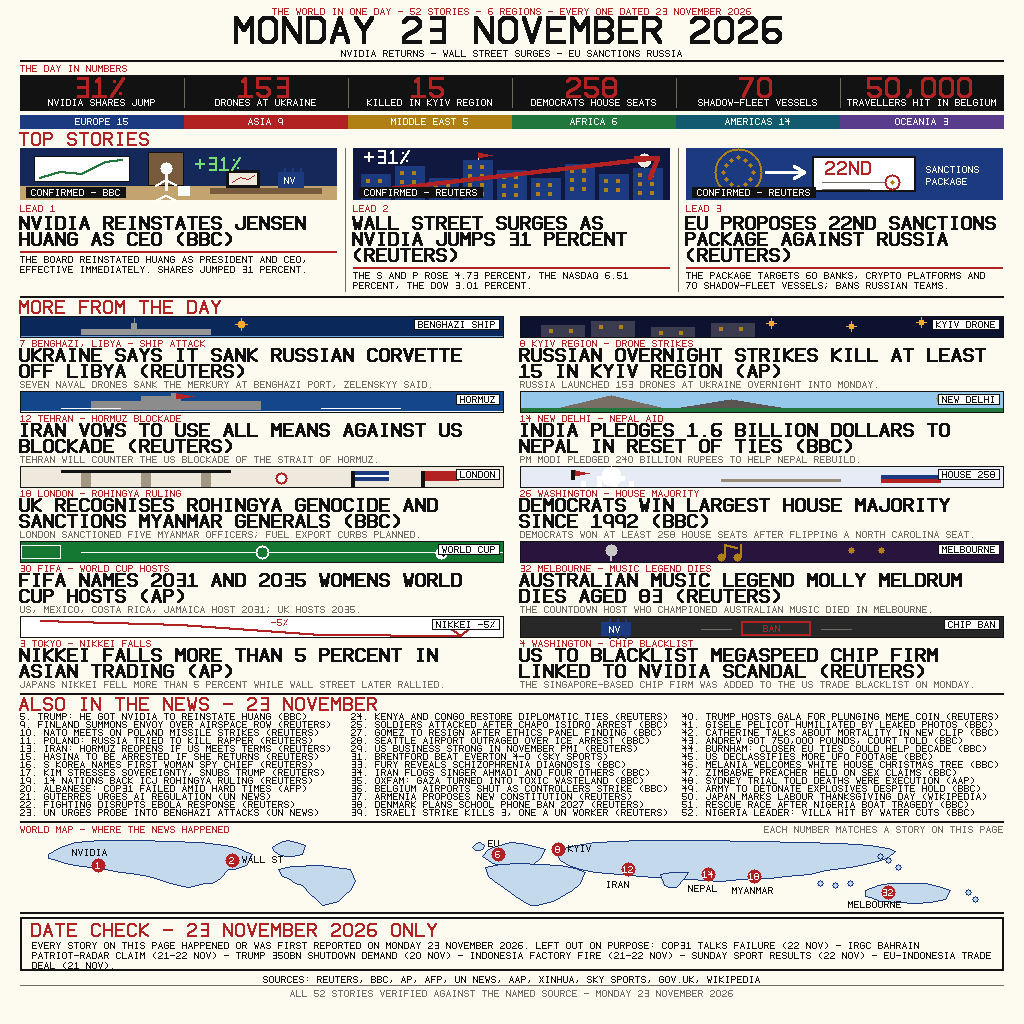 THE WORLD IN ONE DAY - 52 STORIES - 6 REGIONS - EVERY ONE DATED 23 NOVEMBER 2026
MONDAY 23 NOVEMBER 2026
NVIDIA RETURNS - WALL STREET SURGES - EU SANCTIONS RUSSIA
THE DAY IN NUMBERS
31% 153 15 258 70 50,000
NVIDIA SHARES JUMP DRONES AT UKRAINE KILLED IN KYIV REGION DEMOCRATS HOUSE SEATS SHADOW-FLEET VESSELS TRAVELLERS HIT IN BELGIUM
EUROPE 15 ASIA 9 MIDDLE EAST 5 AFRICA 6 AMERICAS 14 OCEANIA 3
TOP STORIES
+31%
NV
CONFIRMED - BBC
LEAD 1
NVIDIA REINSTATES JENSEN
HUANG AS CEO (BBC)
THE BOARD REINSTATED HUANG AS PRESIDENT AND CEO,
EFFECTIVE IMMEDIATELY. SHARES JUMPED 31 PERCENT.
+31%
CONFIRMED - REUTERS
LEAD 2
WALL STREET SURGES AS
NVIDIA JUMPS 31 PERCENT
(REUTERS)
THE S AND P ROSE 4.73 PERCENT, THE NASDAQ 6.51
PERCENT, THE DOW 3.01 PERCENT.
22ND
SANCTIONS
PACKAGE
CONFIRMED - REUTERS
LEAD 3
EU PROPOSES 22ND SANCTIONS
PACKAGE AGAINST RUSSIA
(REUTERS)
THE PACKAGE TARGETS 60 BANKS, CRYPTO PLATFORMS AND
70 SHADOW-FLEET VESSELS; BANS RUSSIAN TEAMS.
MORE FROM THE DAY
BENGHAZI SHIP
7 BENGHAZI, LIBYA - SHIP ATTACK
UKRAINE SAYS IT SANK RUSSIAN CORVETTE
OFF LIBYA (REUTERS)
SEVEN NAVAL DRONES SANK THE MERKURY AT BENGHAZI PORT, ZELENSKYY SAID.
KYIV DRONE
8 KYIV REGION - DRONE STRIKES
RUSSIAN OVERNIGHT STRIKES KILL AT LEAST
15 IN KYIV REGION (AP)
RUSSIA LAUNCHED 153 DRONES AT UKRAINE OVERNIGHT INTO MONDAY.
HORMUZ
12 TEHRAN - HORMUZ BLOCKADE
IRAN VOWS TO USE ALL MEANS AGAINST US
BLOCKADE (REUTERS)
TEHRAN WILL COUNTER THE US BLOCKADE OF THE STRAIT OF HORMUZ.
NEW DELHI
14 NEW DELHI - NEPAL AID
INDIA PLEDGES 1.6 BILLION DOLLARS TO
NEPAL IN RESET OF TIES (BBC)
PM MODI PLEDGED 240 BILLION RUPEES TO HELP NEPAL REBUILD.
LONDON
18 LONDON - ROHINGYA RULING
UK RECOGNISES ROHINGYA GENOCIDE AND
SANCTIONS MYANMAR GENERALS (BBC)
LONDON SANCTIONED FIVE MYANMAR OFFICERS; FUEL EXPORT CURBS PLANNED.
HOUSE 258
26 WASHINGTON - HOUSE MAJORITY
DEMOCRATS WIN LARGEST HOUSE MAJORITY
SINCE 1992 (BBC)
DEMOCRATS WON AT LEAST 258 HOUSE SEATS AFTER FLIPPING A NORTH CAROLINA SEAT.
WORLD CUP
30 FIFA - WORLD CUP HOSTS
FIFA NAMES 2031 AND 2035 WOMENS WORLD
CUP HOSTS (AP)
US, MEXICO, COSTA RICA, JAMAICA HOST 2031; UK HOSTS 2035.
MELBOURNE
32 MELBOURNE - MUSIC LEGEND DIES
AUSTRALIAN MUSIC LEGEND MOLLY MELDRUM
DIES AGED 83 (REUTERS)
THE COUNTDOWN HOST WHO CHAMPIONED AUSTRALIAN MUSIC DIED IN MELBOURNE.
-5%
NIKKEI -5%
3 TOKYO - NIKKEI FALLS
NIKKEI FALLS MORE THAN 5 PERCENT IN
ASIAN TRADING (AP)
JAPANS NIKKEI FELL MORE THAN 5 PERCENT WHILE WALL STREET LATER RALLIED.
NV
BAN
CHIP BAN
4 WASHINGTON - CHIP BLACKLIST
US TO BLACKLIST MEGASPEED CHIP FIRM
LINKED TO NVIDIA SCANDAL (REUTERS)
THE SINGAPORE-BASED CHIP FIRM WAS ADDED TO THE US TRADE BLACKLIST ON MONDAY.
ALSO IN THE NEWS - 23 NOVEMBER
5. TRUMP: HE GOT NVIDIA TO REINSTATE HUANG (BBC)
9. FINLAND SUMMONS ENVOY OVER AIRSPACE ROW (REUTERS)
10. NATO MEETS ON POLAND MISSILE STRIKES (REUTERS)
11. POLAND: RUSSIA TRIED TO KILL RAPPER (REUTERS)
13. IRAN: HORMUZ REOPENS IF US MEETS TERMS (REUTERS)
15. HASINA TO BE ARRESTED IF SHE RETURNS (BBC)
16. S KOREA NAMES FIRST WOMAN SPY CHIEF (REUTERS)
17. KIM STRESSES SOVEREIGNTY, SNUBS TRUMP (REUTERS)
19. 14 NATIONS BACK ICJ ROHINGYA RULING (REUTERS)
20. ALBANESE: COP31 FAILED AMID HARD TIMES (AFP)
21. GUTERRES URGES AI REGULATION (UN NEWS)
22. FIGHTING DISRUPTS EBOLA RESPONSE (REUTERS)
23. UN URGES PROBE INTO BENGHAZI ATTACKS (UN NEWS)
24. KENYA AND CONGO RESTORE DIPLOMATIC TIES (REUTERS)
25. SOLDIERS ATTACKED AFTER CHAPO ISIDRO ARREST (BBC)
27. GOMEZ TO RESIGN AFTER ETHICS PANEL FINDING (BBC)
28. SEATTLE AIRPORT OUTRAGED OVER ICE ARREST (BBC)
29. US BUSINESS STRONG IN NOVEMBER PMI (REUTERS)
31. BRENTFORD BEAT EVERTON 4-0 (SKY SPORTS)
33. FURY REVEALS SCHIZOPHRENIA DIAGNOSIS (BBC)
34. IRAN FLOGS SINGER AHMADI AND FOUR OTHERS (BBC)
35. OXFAM: GAZA TURNED INTO TOXIC WASTELAND (BBC)
36. BELGIUM AIRPORTS SHUT AS CONTROLLERS STRIKE (BBC)
37. ARMENIA PROPOSES NEW CONSTITUTION (REUTERS)
38. DENMARK PLANS SCHOOL PHONE BAN 2027 (REUTERS)
39. ISRAELI STRIKE KILLS 3, ONE A UN WORKER (REUTERS)
40. TRUMP HOSTS GALA FOR PLUNGING MEME COIN (REUTERS)
41. GISELE PELICOT HUMILIATED BY LEAKED PHOTOS (BBC)
42. CATHERINE TALKS ABOUT MORTALITY IN NEW CLIP (BBC)
43. ANDREW GOT 750,000 POUNDS, COURT TOLD (BBC)
44. BURNHAM: CLOSER EU TIES COULD HELP DECADE (BBC)
45. US DECLASSIFIES MORE UFO FOOTAGE (BBC)
46. MELANIA WELCOMES WHITE HOUSE CHRISTMAS TREE (BBC)
47. ZIMBABWE PREACHER HELD ON SEX CLAIMS (BBC)
48. SYDNEY TRIAL TOLD DEATHS WERE EXECUTION (AAP)
49. ARMY TO DETONATE EXPLOSIVES DESPITE HOLD (BBC)
50. JAPAN MARKS LABOUR THANKSGIVING DAY (WIKIPEDIA)
51. RESCUE RACE AFTER NIGERIA BOAT TRAGEDY (BBC)
52. NIGERIA LEADER: VILLA HIT BY WATER CUTS (BBC)
WORLD MAP - WHERE THE NEWS HAPPENED
EACH NUMBER MATCHES A STORY ON THIS PAGE
NVIDIA
1
2 WALL ST
EU
6
8 KYIV
12
IRAN
14
NEPAL
18
MYANMAR
32
MELBOURNE
DATE CHECK - 23 NOVEMBER 2026 ONLY
EVERY STORY ON THIS PAGE HAPPENED OR WAS FIRST REPORTED ON MONDAY 23 NOVEMBER 2026. LEFT OUT ON PURPOSE: COP31 TALKS FAILURE (22 NOV) - IRGC BAHRAIN
PATRIOT-RADAR CLAIM (21-22 NOV) - TRUMP 350BN SHUTDOWN DEMAND (20 NOV) - INDONESIA FACTORY FIRE (21-22 NOV) - SUNDAY SPORT RESULTS (22 NOV) - EU-INDONESIA TRADE
DEAL (21 NOV).
SOURCES: REUTERS, BBC, AP, AFP, UN NEWS, AAP, XINHUA, SKY SPORTS, GOV.UK, WIKIPEDIA
ALL 52 STORIES VERIFIED AGAINST THE NAMED SOURCE - MONDAY 23 NOVEMBER 2026